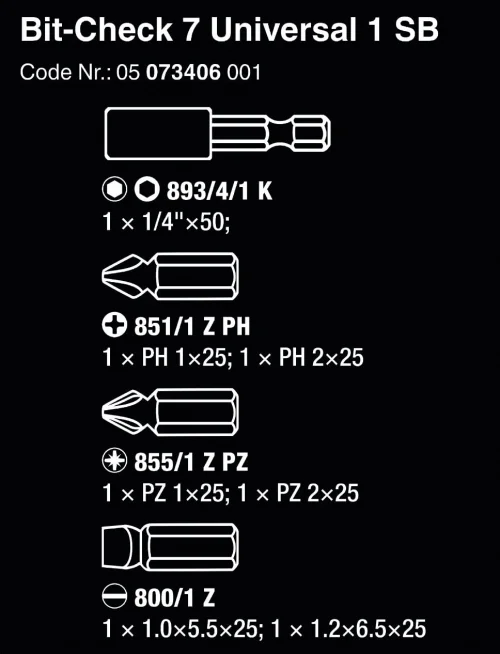 Bit-Check 7 Universal 1 SB
Code Nr.: 05 073406 001
893/4/1 K
1 × 1/4"×50;
851/1 Z PH
1 × PH 1×25; 1 × PH 2×25
855/1 Z PZ
1 × PZ 1×25; 1 × PZ 2×25
800/1 Z
1 × 1.0×5.5×25; 1 × 1.2×6.5×25